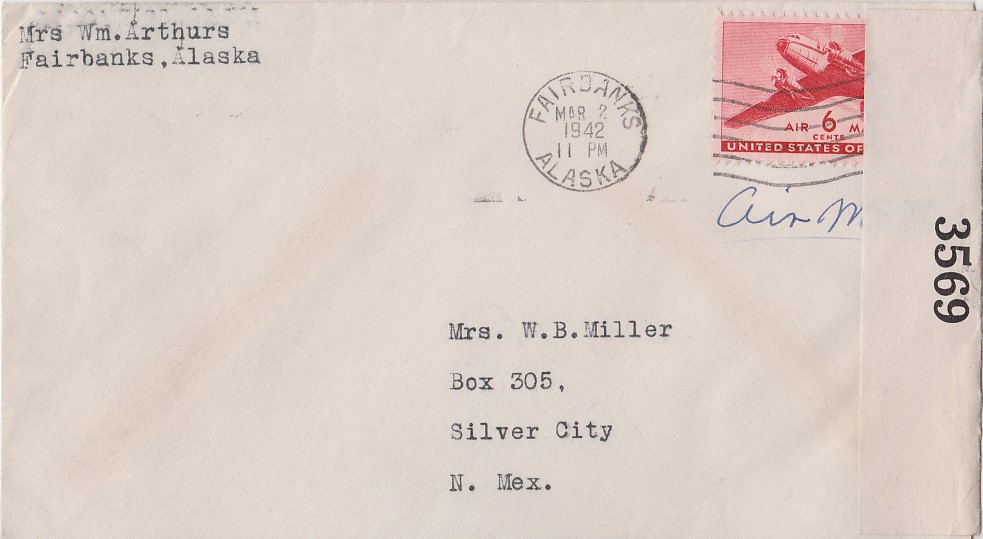 Mrs Wm.Arthurs
Fairbanks,Alaska
FAIRBANKS
MAR 2
1942
11 PM
ALASKA
AIR 6 MA
CENTS
UNITED STATES OF
Air M
3569
Mrs. W.B.Miller
Box 305,
Silver City
N. Mex.